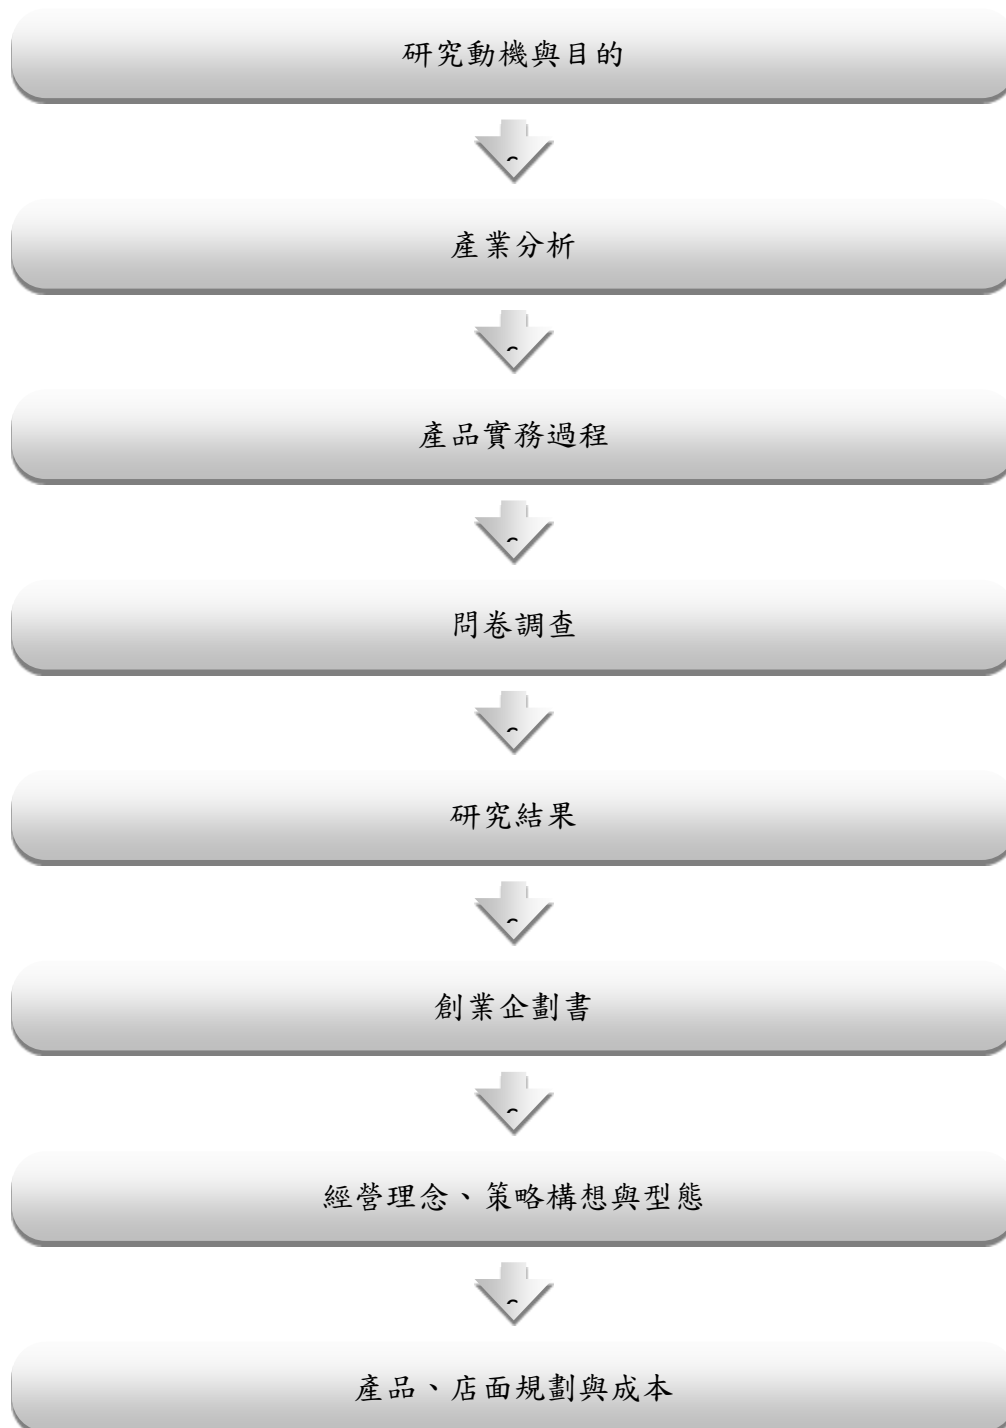 研究動機與目的
產業分析
產品實務過程
問卷調查
研究結果
創業企劃書
經營理念、策略構想與型態
產品、店面規劃與成本